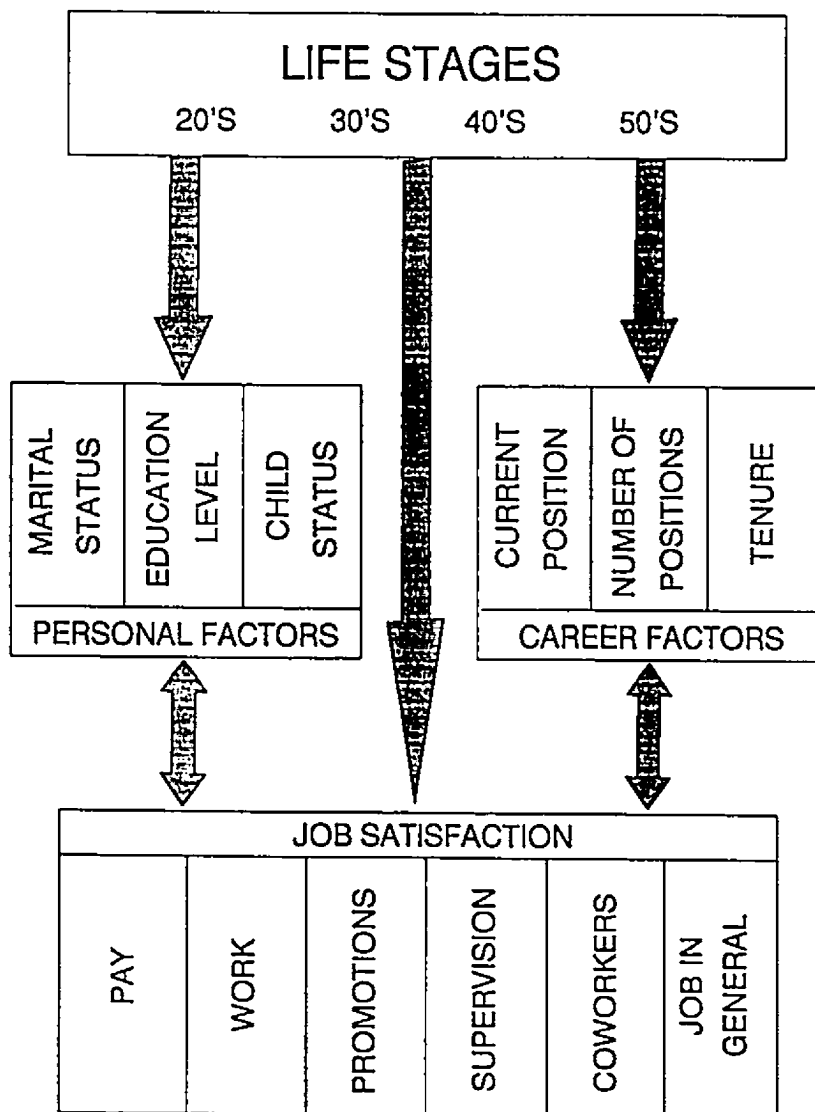 LIFE STAGES
20'S 30'S 40'S 50'S
MARITAL
STATUS
EDUCATION
LEVEL
CHILD
STATUS
PERSONAL FACTORS
CURRENT
POSITION
NUMBER OF
POSITIONS
TENURE
CAREER FACTORS
JOB SATISFACTION
PAY
WORK
PROMOTIONS
SUPERVISION
COWORKERS
JOB IN
GENERAL